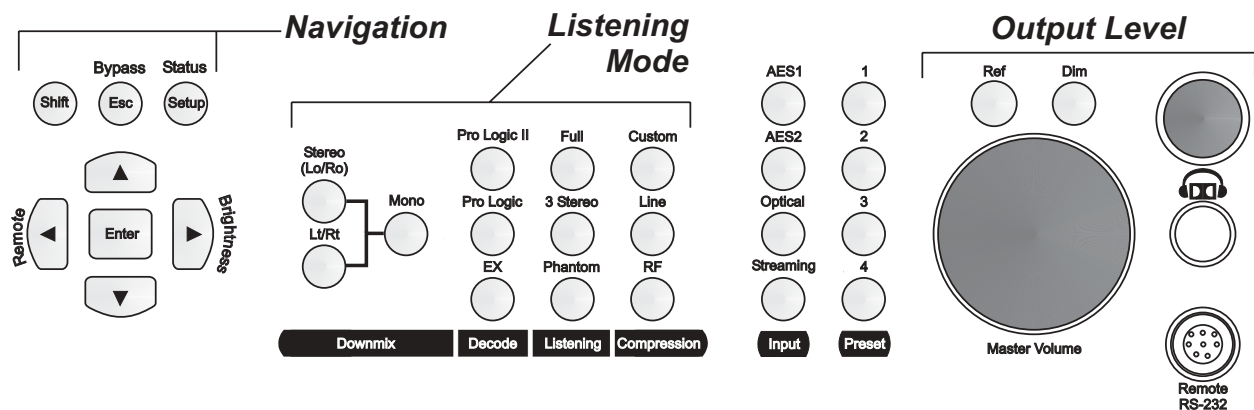 Navigation
Listening
Mode
Output Level
Bypass
Status
Shift
Esc
Setup
Remote
Enter
Brightness
Stereo
(Lo/Ro)
Lt/Rt
Mono
Pro Logic II
Full
Custom
Pro Logic
3 Stereo
Line
EX
Phantom
RF
Downmix
Decode
Listening
Compression
AES1
1
AES2
2
Optical
3
Streaming
4
Input
Preset
Ref
Dim
Master Volume
Remote
RS-232